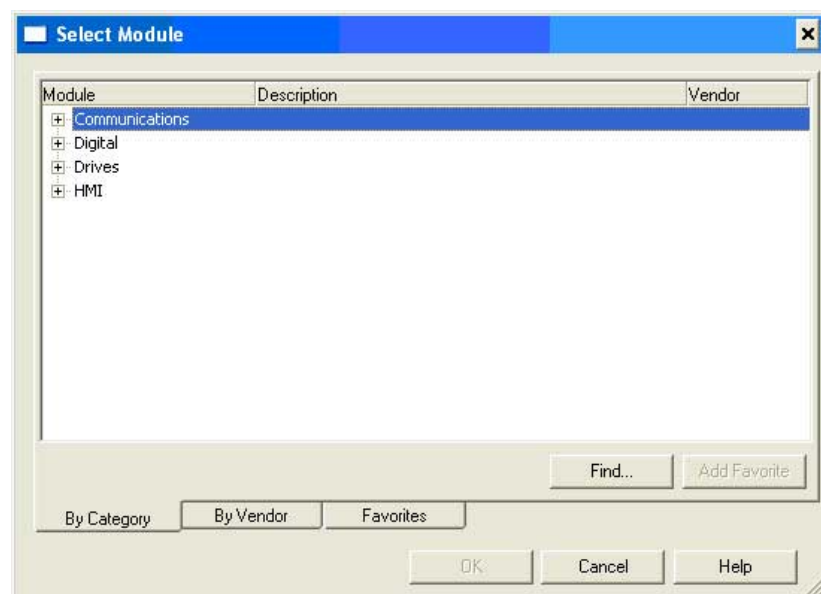 Select Module
Module Description Vendor
Communications
Digital
Drives
HMI
Find... Add Favorite
By Category By Vendor Favorites
OK Cancel Help